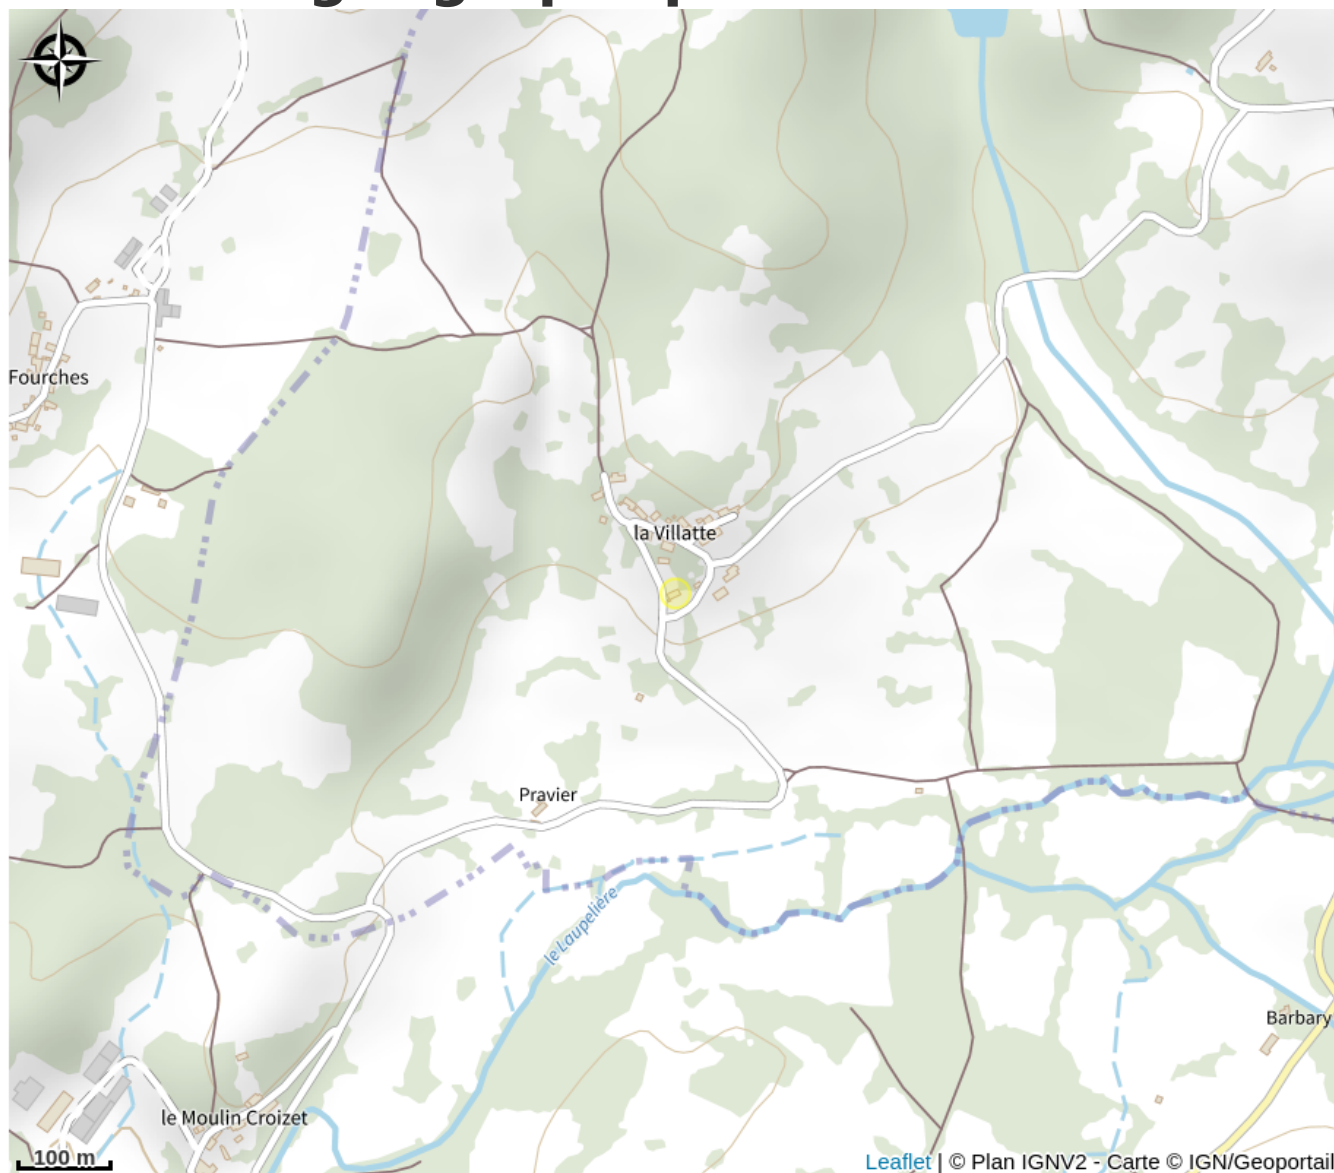 Fourches
la Villatte
Pravier
le Laupelière
Barbary
le Moulin Croizet
100 m
Leaflet | © Plan IGNV2 - Carte © IGN/Geoportail